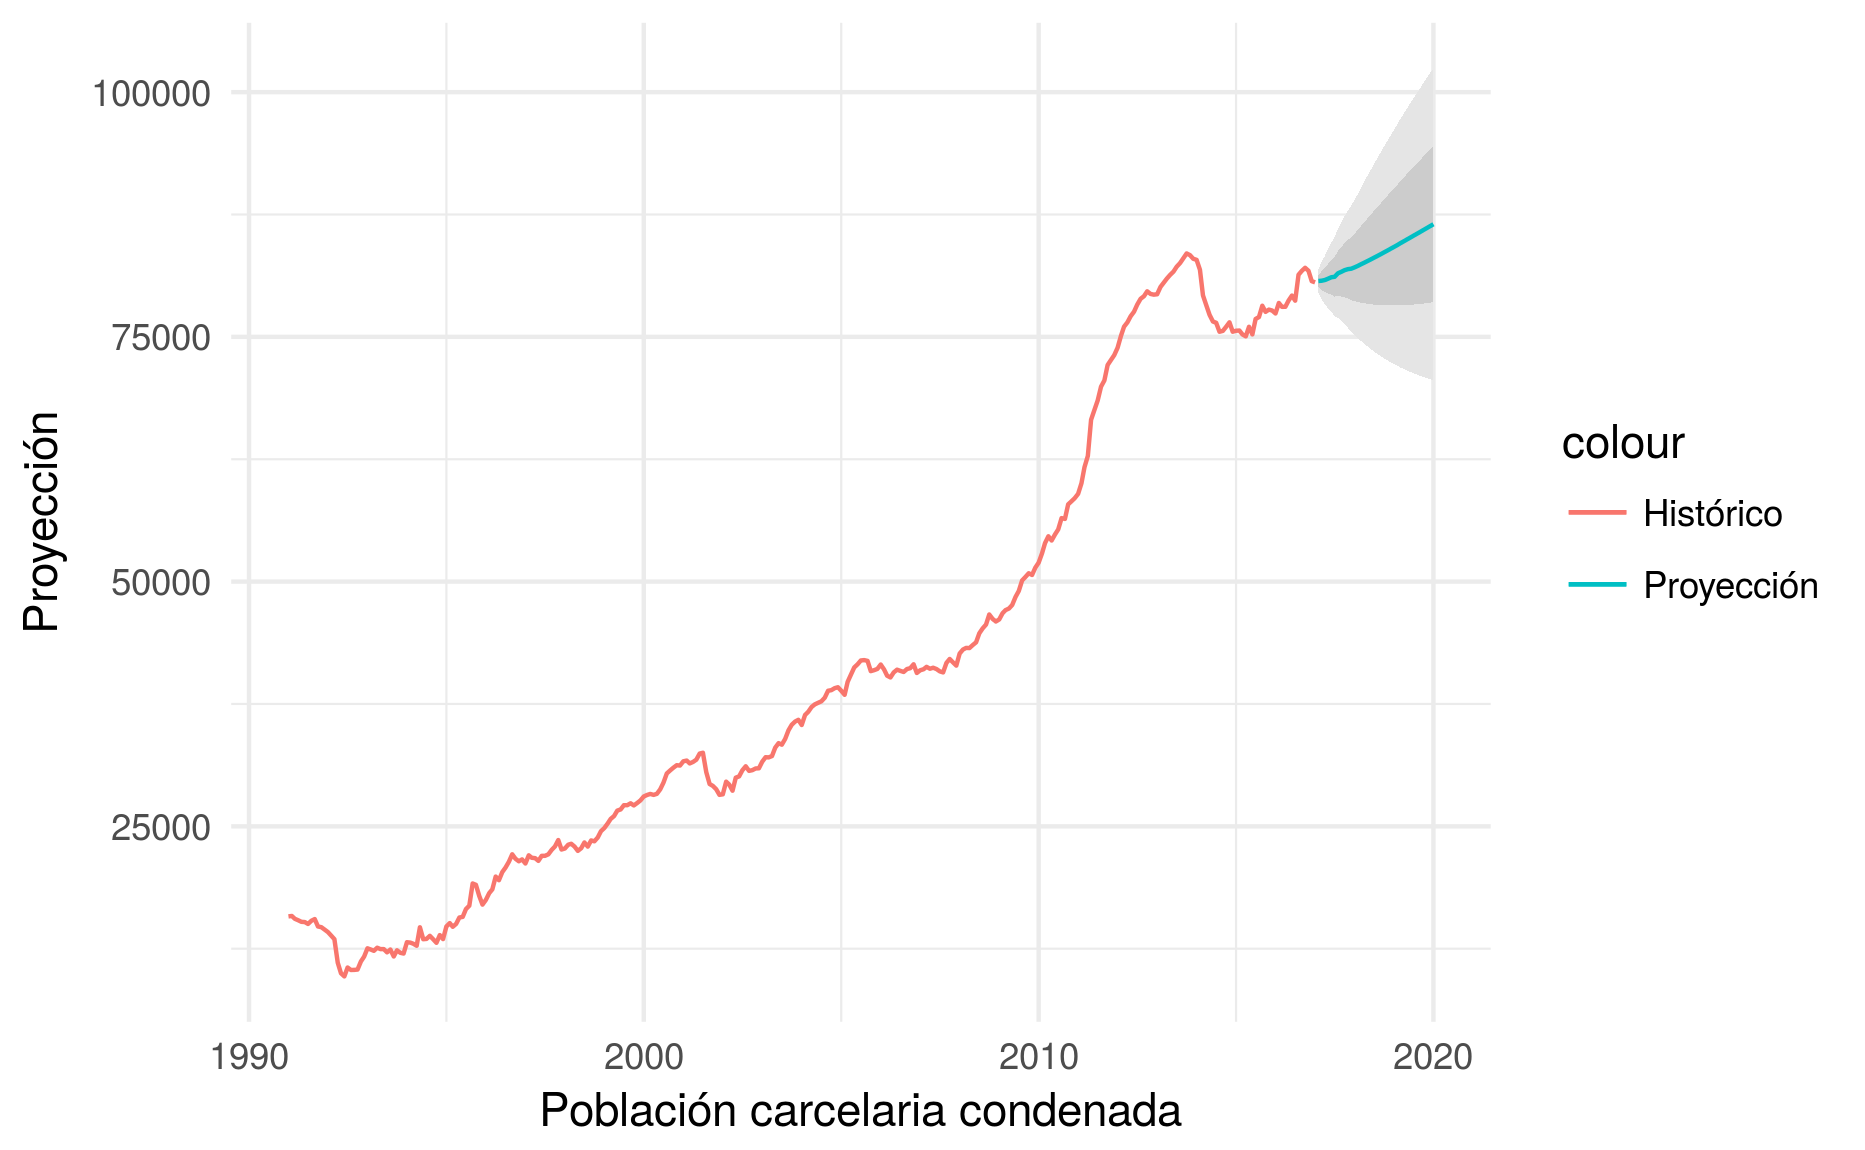 100000
75000
50000
25000
Proyección
1990
2000
2010
2020
Población carcelaria condenada
colour
Histórico
Proyección